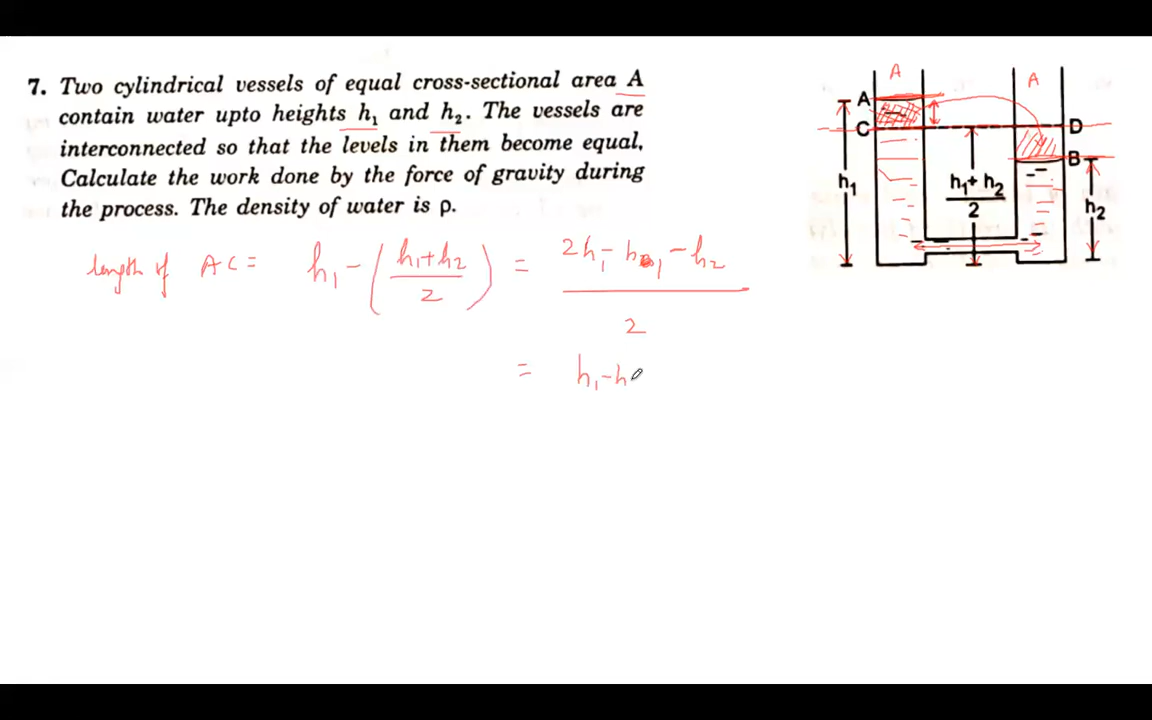 7. Two cylindrical vessels of equal cross-sectional area A
contain water upto heights h₁ and h₂. The vessels are
interconnected so that the levels in them become equal,
Calculate the work done by the force of gravity during
the process. The density of water is ρ.
A
A
A
C
D
B
h₁
h₁+ h₂
2
h₂
length of AC = h₁ - (h₁+h₂ / 2) = 2h₁ - h₁ - h₂
2
= h₁-h